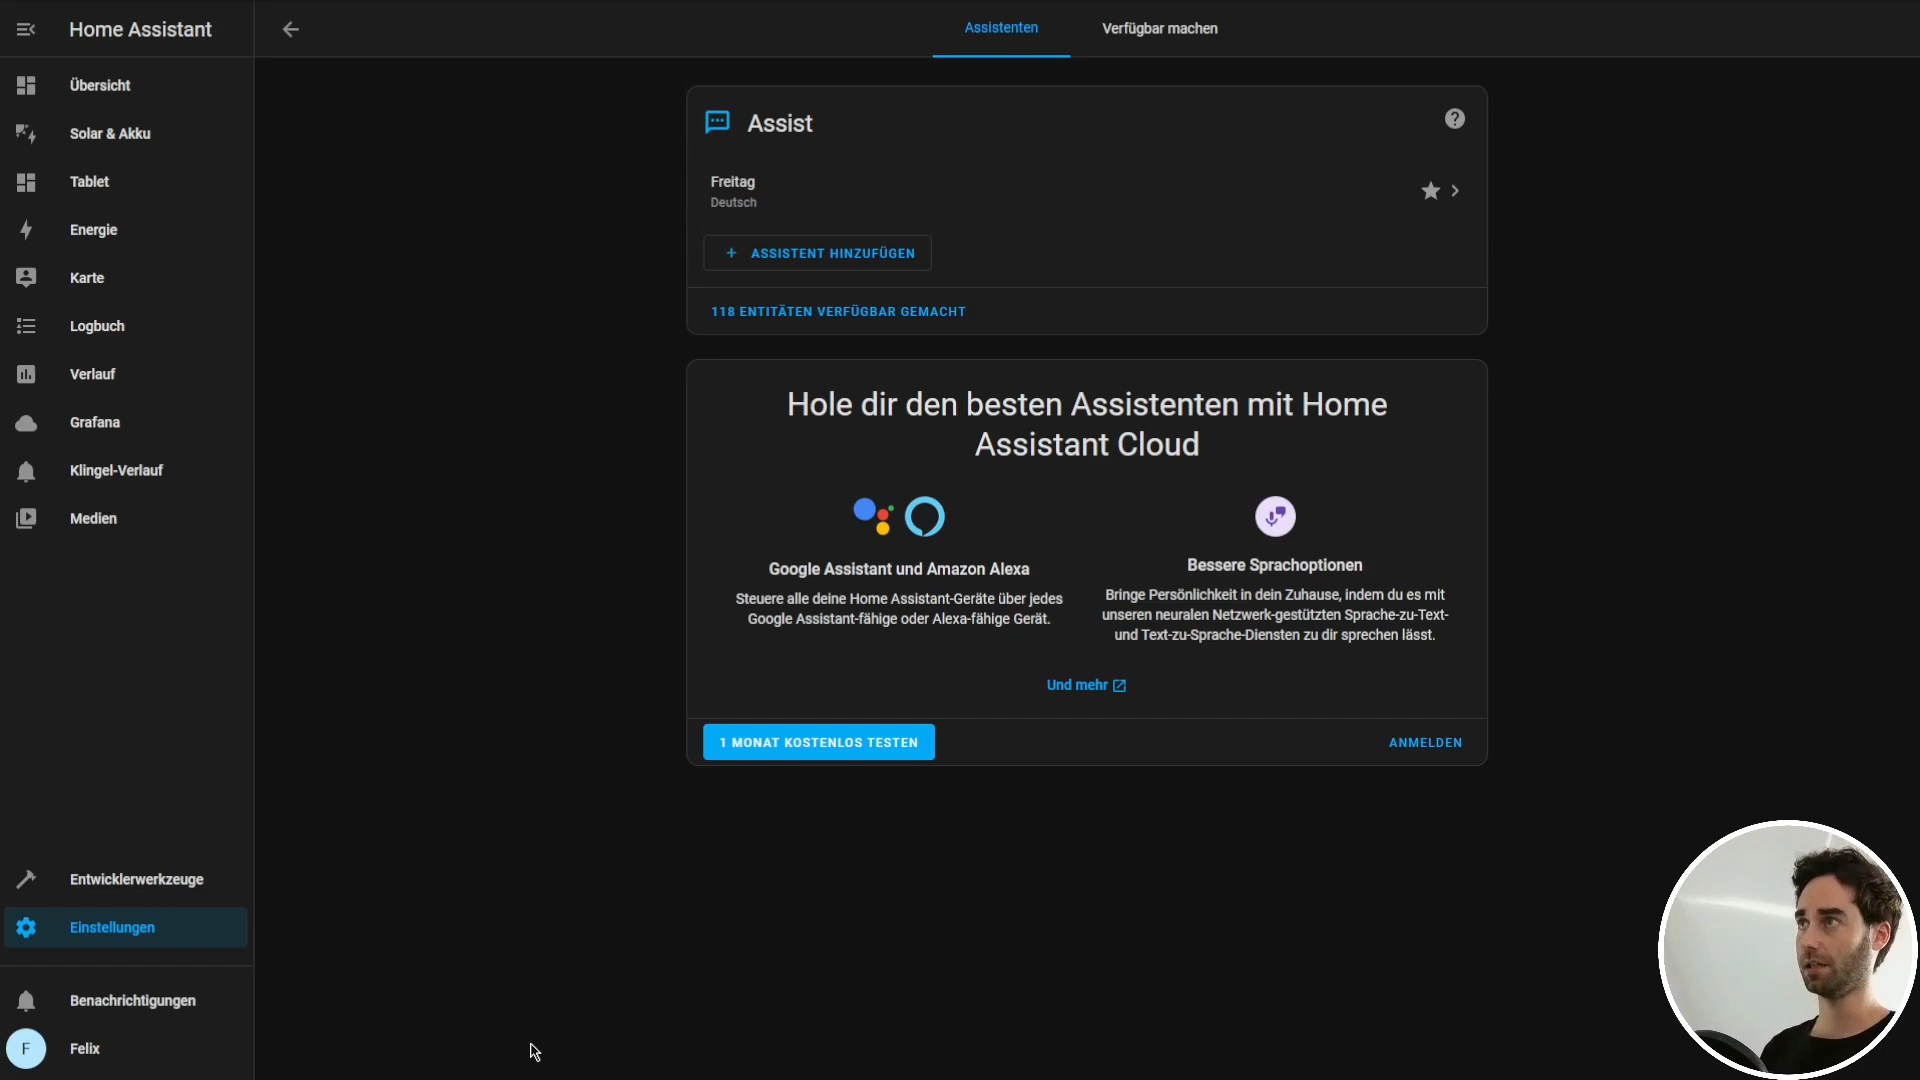 Home Assistant
Übersicht
Solar & Akku
Tablet
Energie
Karte
Logbuch
Verlauf
Grafana
Klingel-Verlauf
Medien
Entwicklerwerkzeuge
Einstellungen
Benachrichtigungen
F
Felix
Assistenten
Verfügbar machen
Assist
Freitag
Deutsch
+ ASSISTENT HINZUFÜGEN
118 ENTITÄTEN VERFÜGBAR GEMACHT
Hole dir den besten Assistenten mit Home
Assistant Cloud
Google Assistant und Amazon Alexa
Steuere alle deine Home Assistant-Geräte über jedes
Google Assistant-fähige oder Alexa-fähige Gerät.
Bessere Sprachoptionen
Bringe Persönlichkeit in dein Zuhause, indem du es mit
unseren neuralen Netzwerk-gestützten Sprache-zu-Text-
und Text-zu-Sprache-Diensten zu dir sprechen lässt.
Und mehr
1 MONAT KOSTENLOS TESTEN
ANMELDEN